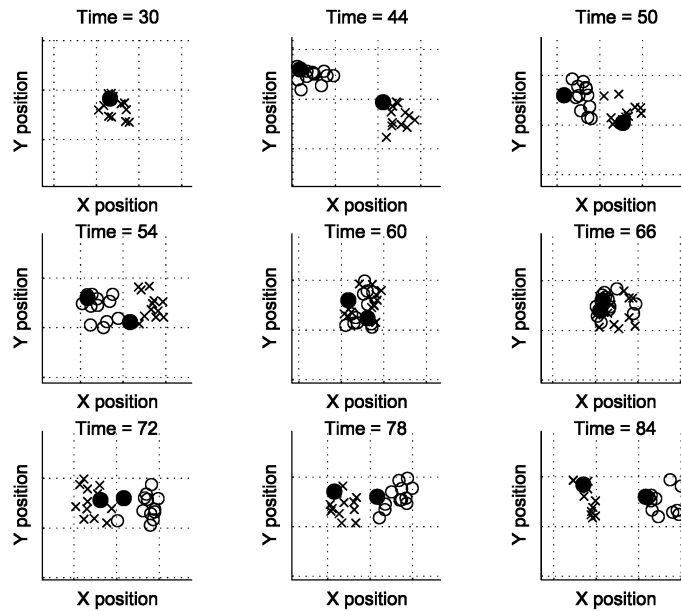 Time = 30
Time = 44
Time = 50
Y position
Y position
Y position
X position
X position
X position
Time = 54
Time = 60
Time = 66
Y position
Y position
Y position
X position
X position
X position
Time = 72
Time = 78
Time = 84
Y position
Y position
Y position
X position
X position
X position